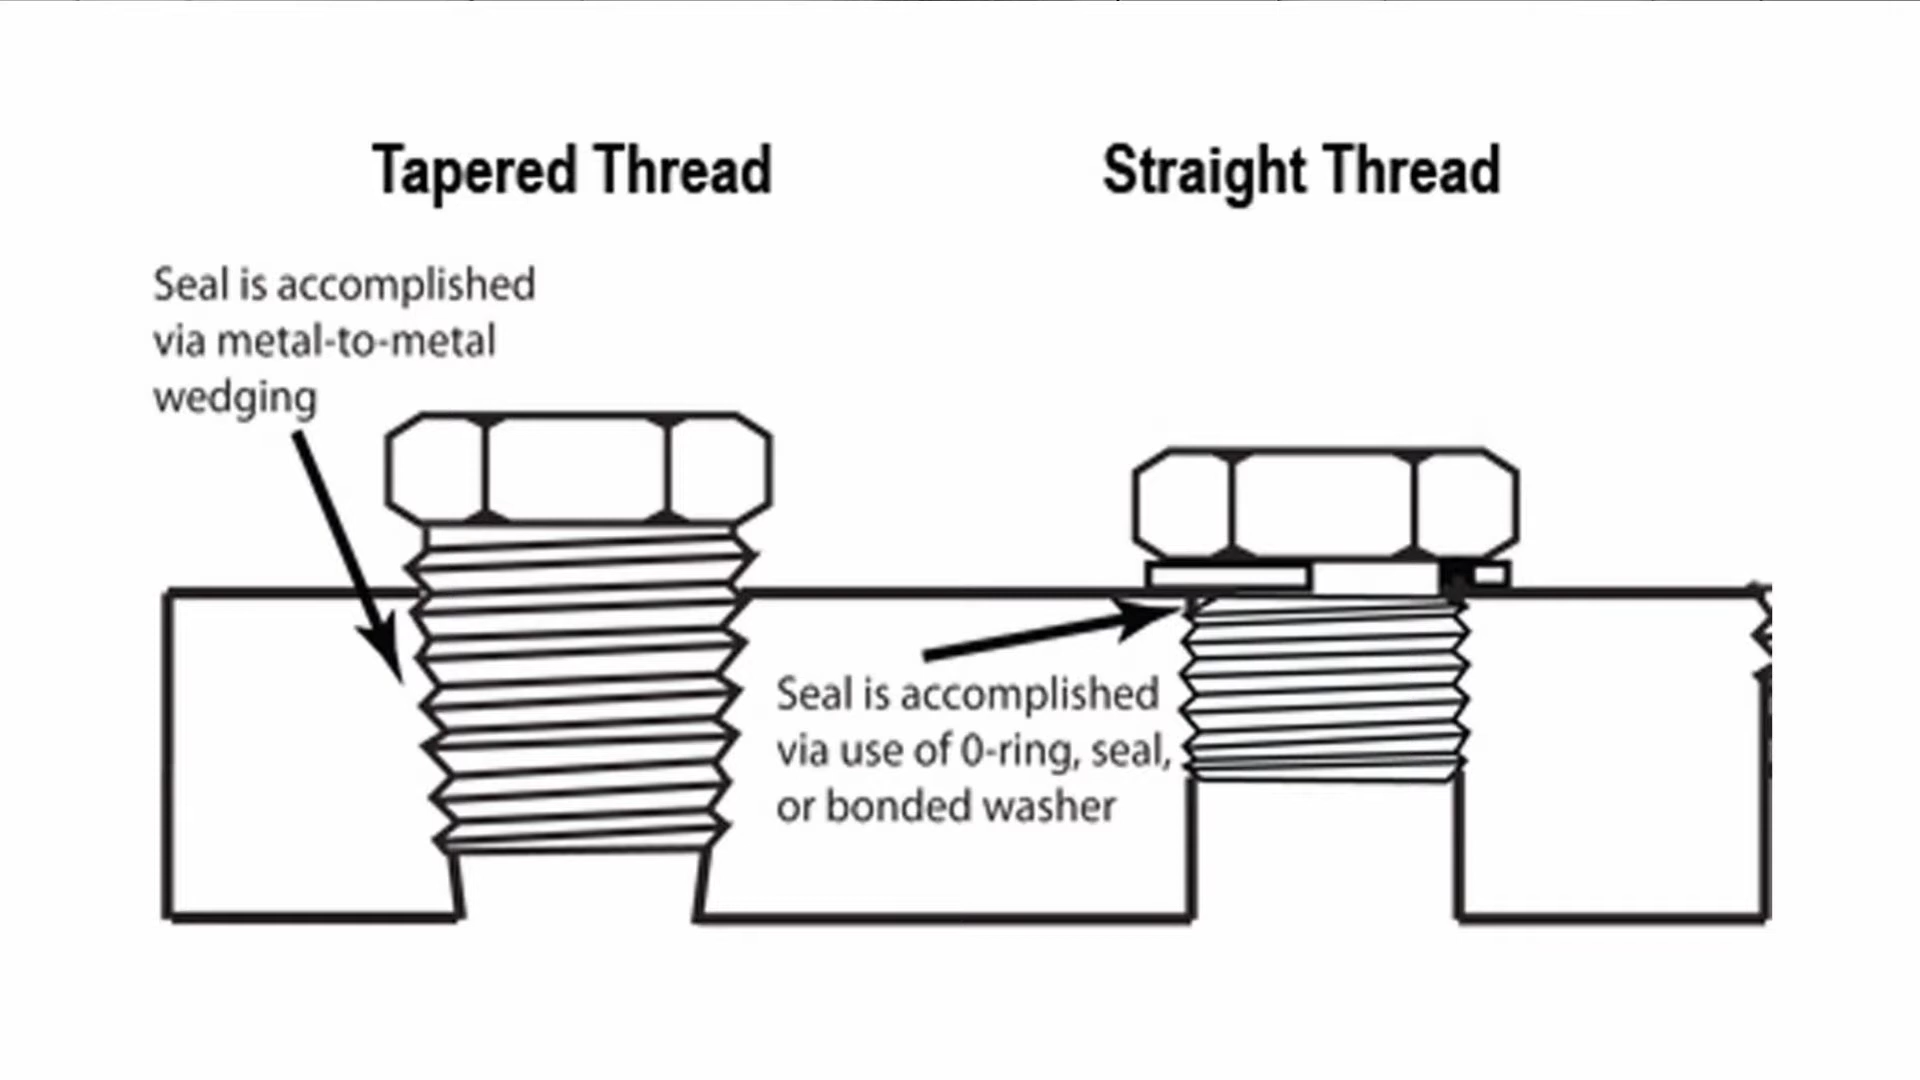 Tapered Thread
Straight Thread
Seal is accomplished
via metal-to-metal
wedging
Seal is accomplished
via use of 0-ring, seal,
or bonded washer